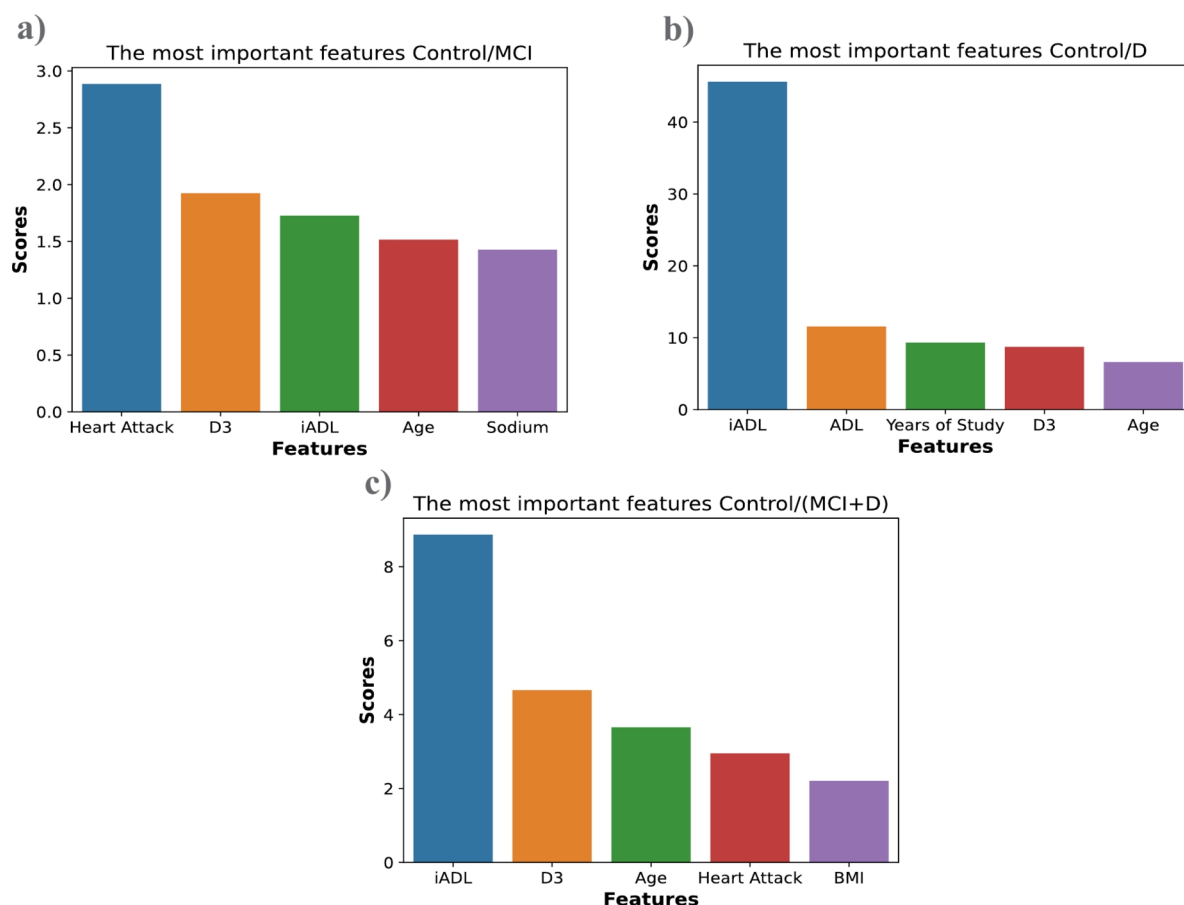 a)
The most important features Control/MCI
3.0
2.5
2.0
1.5
1.0
0.5
0.0
Scores
Heart Attack D3 iADL Age Sodium
Features
b)
The most important features Control/D
40
30
20
10
0
Scores
iADL ADL Years of Study D3 Age
Features
c)
The most important features Control/(MCI+D)
8
6
4
2
0
Scores
iADL D3 Age Heart Attack BMI
Features